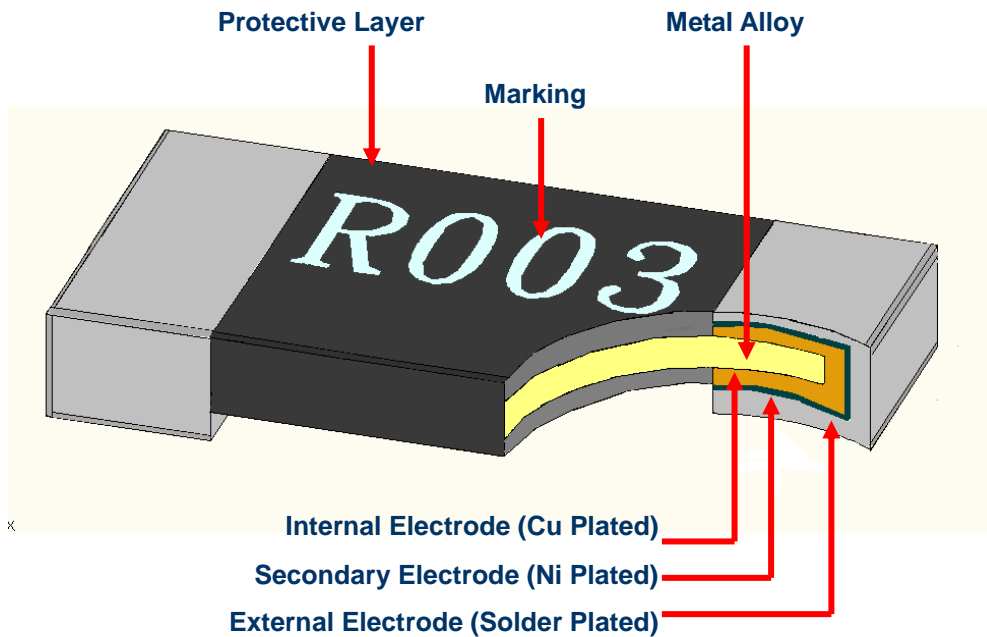 Protective Layer
Metal Alloy
Marking
R003
x
Internal Electrode (Cu Plated)
Secondary Electrode (Ni Plated)
External Electrode (Solder Plated)